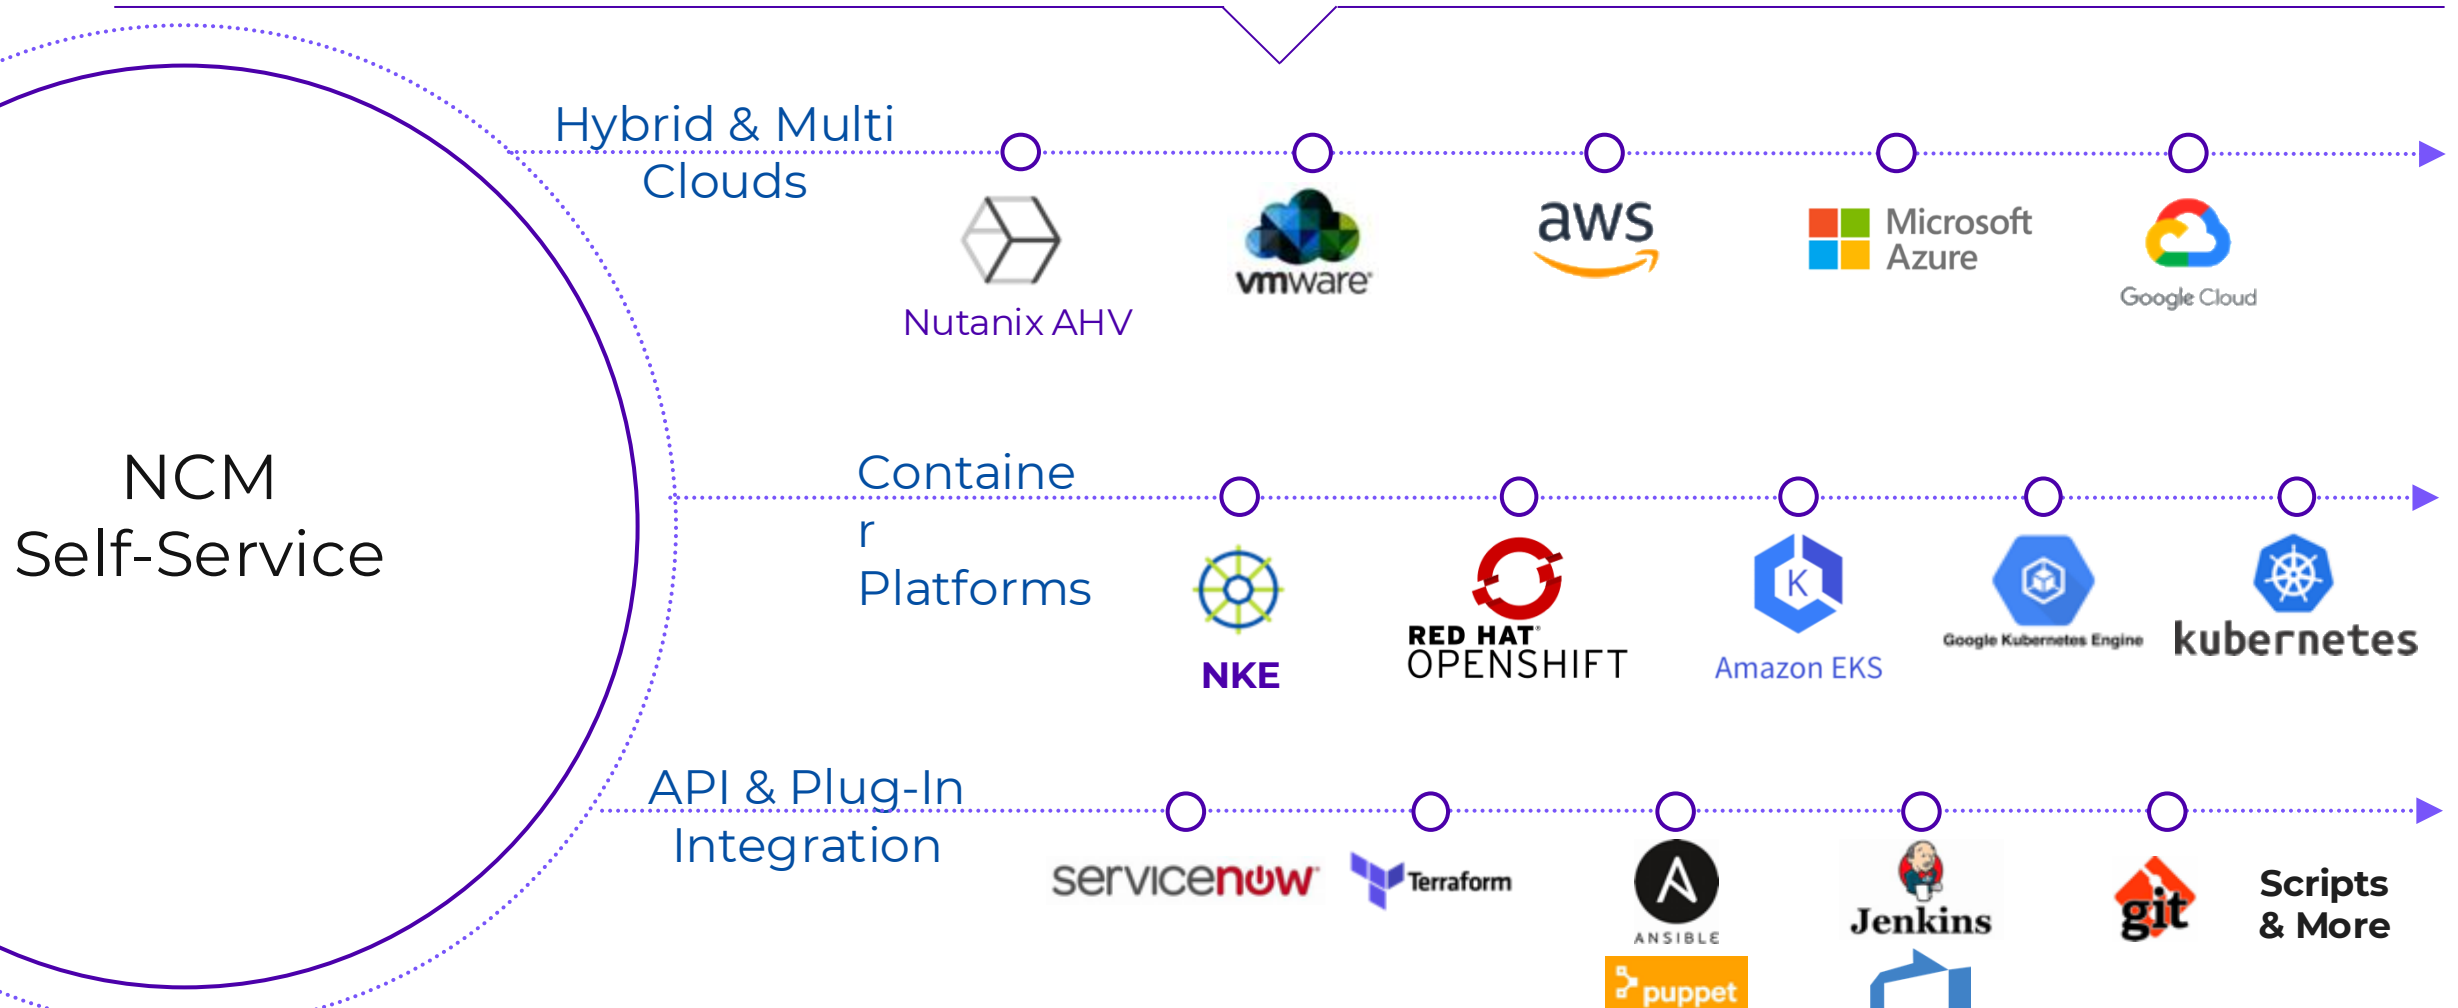 Hybrid & Multi
Clouds
Nutanix AHV
vmware®
aws
Microsoft
Azure
Google Cloud
NCM
Self-Service
Containe
r
Platforms
NKE
RED HAT®
OPENSHIFT
K
Amazon EKS
Google Kubernetes Engine
kubernetes
API & Plug-In
Integration
servicenow
Terraform
A
ANSIBLE
puppet
Jenkins
git
Scripts
& More